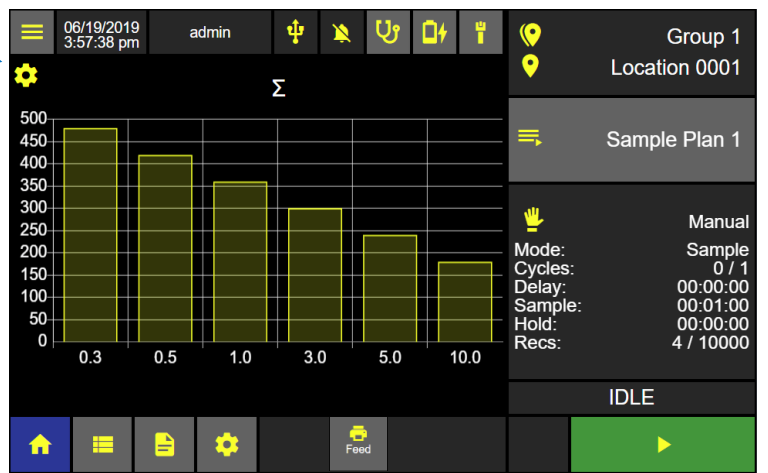 06/19/2019
3:57:38 pm
admin
Group 1
Location 0001
Σ
500
450
400
350
300
250
200
150
100
50
0
0.3 0.5 1.0 3.0 5.0 10.0
Sample Plan 1
Manual
Mode: Sample
Cycles: 0 / 1
Delay: 00:00:00
Sample: 00:01:00
Hold: 00:00:00
Recs: 4 / 10000
IDLE
Feed